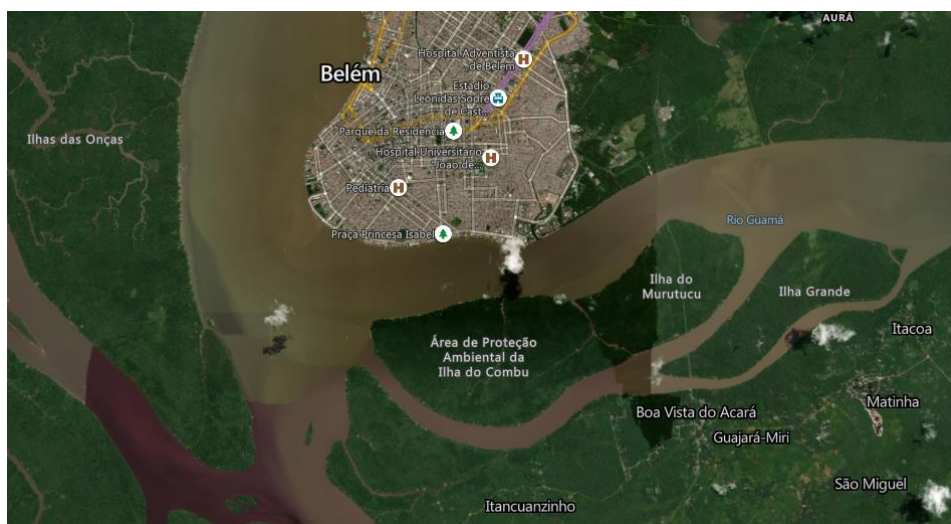 AURÁ
Hospital Adventista
de Belém
Belém
Estádio
Leônidas Sodré
de Cast...
Parque da Residência
Ilhas das Onças
Hospital Universitário
João de...
Pediatria
Rio Guamá
Praça Princesa Isabel
Ilha do
Murutucu
Ilha Grande
Itacoa
Área de Proteção
Ambiental da
Ilha do Combu
Matinha
Boa Vista do Acará
Guajará-Miri
São Miguel
Itancuanzinho